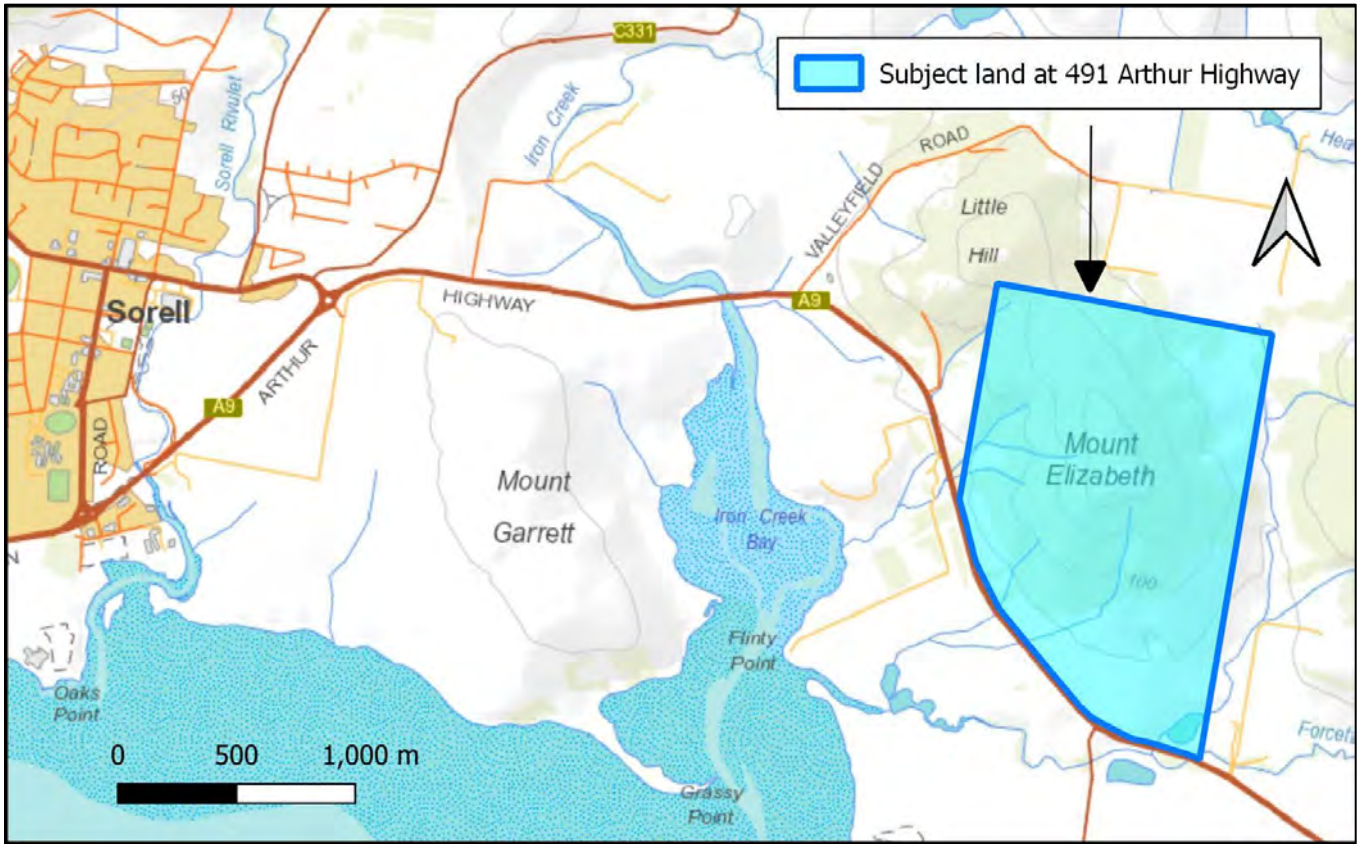 C331
Subject land at 491 Arthur Highway
50
Sorell Rivulet
Iron Creek
VALLEYFIELD ROAD
Little
Hill
HIGHWAY
A9
Sorell
ARTHUR
A9
ROAD
Mount
Elizabeth
Mount
Garrett
Iron Creek
Bay
100
Flinty
Point
Oaks
Point
0 500 1,000 m
Grassy
Point